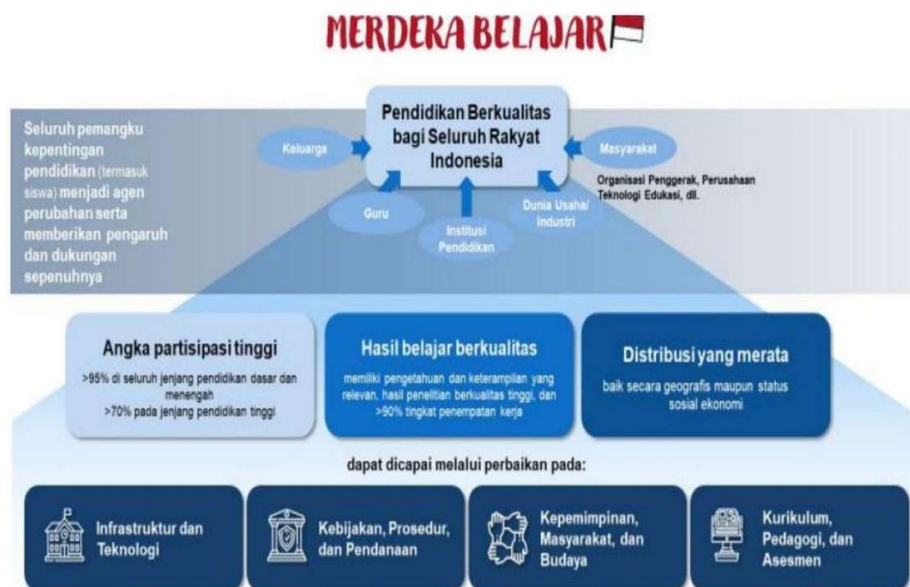 MERDEKA BELAJAR
Pendidikan Berkualitas
bagi Seluruh Rakyat
Indonesia
Seluruh pemangku
kepentingan
pendidikan (termasuk
siswa) menjadi agen
perubahan serta
memberikan pengaruh
dan dukungan
sepenuhnya
Keluarga
Guru
Institusi
Pendidikan
Dunia Usaha/
Industri
Masyarakat
Organisasi Penggerak, Perusahaan
Teknologi Edukasi, dll.
Angka partisipasi tinggi
>95% di seluruh jenjang pendidikan dasar dan
menengah
>70% pada jenjang pendidikan tinggi
Hasil belajar berkualitas
memiliki pengetahuan dan keterampilan yang
relevan, hasil penelitian berkualitas tinggi, dan
>90% tingkat penempatan kerja
Distribusi yang merata
baik secara geografis maupun status
sosial ekonomi
dapat dicapai melalui perbaikan pada:
Infrastruktur dan
Teknologi
Kebijakan, Prosedur,
dan Pendanaan
Kepemimpinan,
Masyarakat, dan
Budaya
Kurikulum,
Pedagogi, dan
Asesmen